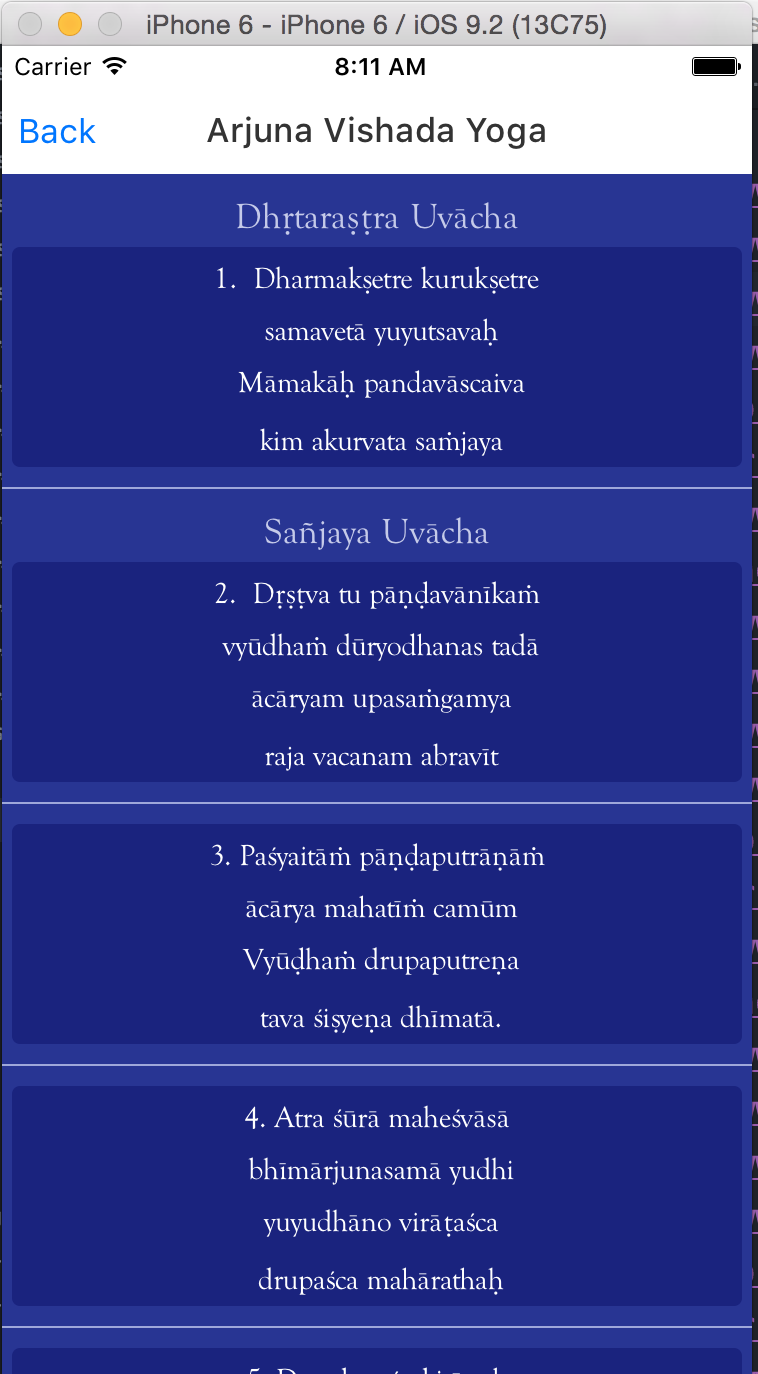 iPhone 6 - iPhone 6 / iOS 9.2 (13C75)
Carrier 8:11 AM
Back Arjuna Vishada Yoga
Dhṛtaraṣṭra Uvācha
1. Dharmakṣetre kurukṣetre
samavetā yuyutsavaḥ
Māmakāḥ pandavāscaiva
kim akurvata saṁjaya
Sañjaya Uvācha
2. Dṛṣṭva tu pāṇḍavānīkaṁ
vyūdhaṁ dūryodhanas tadā
ācāryam upasaṁgamya
raja vacanam abravīt
3. Paśyaitāṁ pāṇḍaputrāṇāṁ
ācārya mahatīṁ camūm
Vyūḍhaṁ drupaputreṇa
tava śiṣyeṇa dhīmatā.
4. Atra śūrā maheśvāsā
bhīmārjunasamā yudhi
yuyudhāno virāṭaśca
drupaśca mahārathaḥ
5.